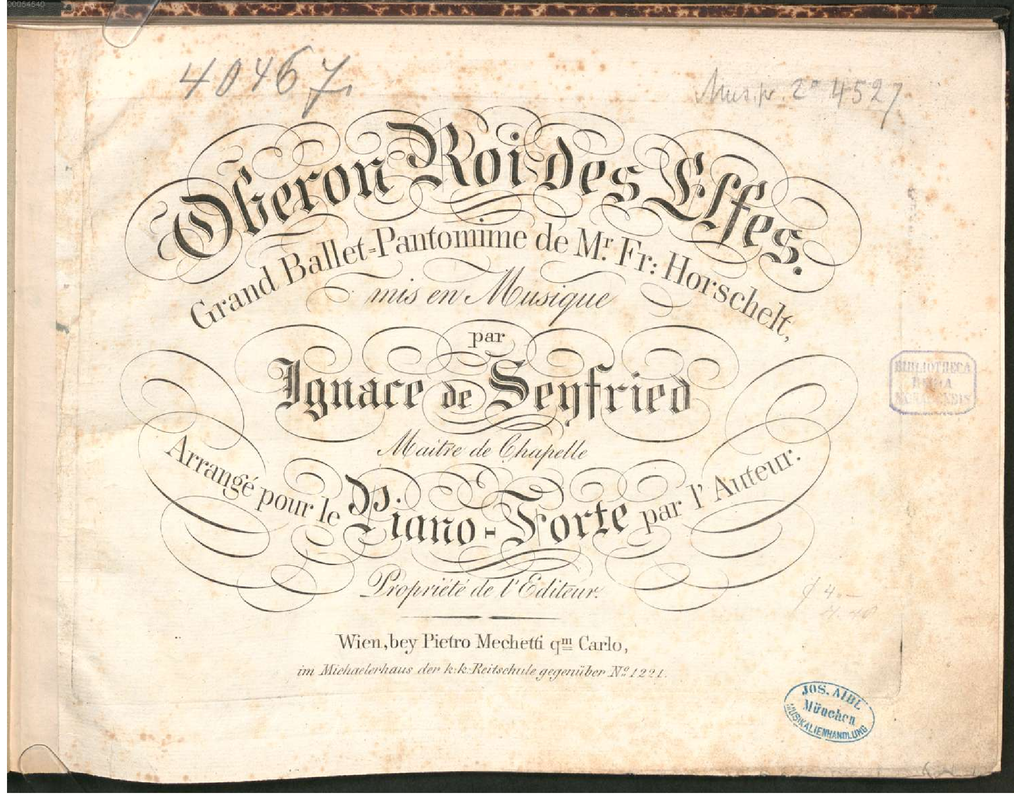 00054540
40467.
Mus.pr. 2° 4527
Oberon Roi des Elfes.
Grand Ballet=Pantomime de Mr. Fr: Horschelt,
mis en Musique
par
Ignace de Seyfried
Maitre de Chapelle
Arrangé pour le Piano=Forte par l'Auteur.
Propriété de l'Editeur.
Wien, bey Pietro Mechetti qm Carlo,
im Michaelerhaus der k:k: Reitschule gegenüber No 1221.
BIBLIOTHECA
REGIA
JOS. AIBL
München
MUSIKALIENHANDLUNG